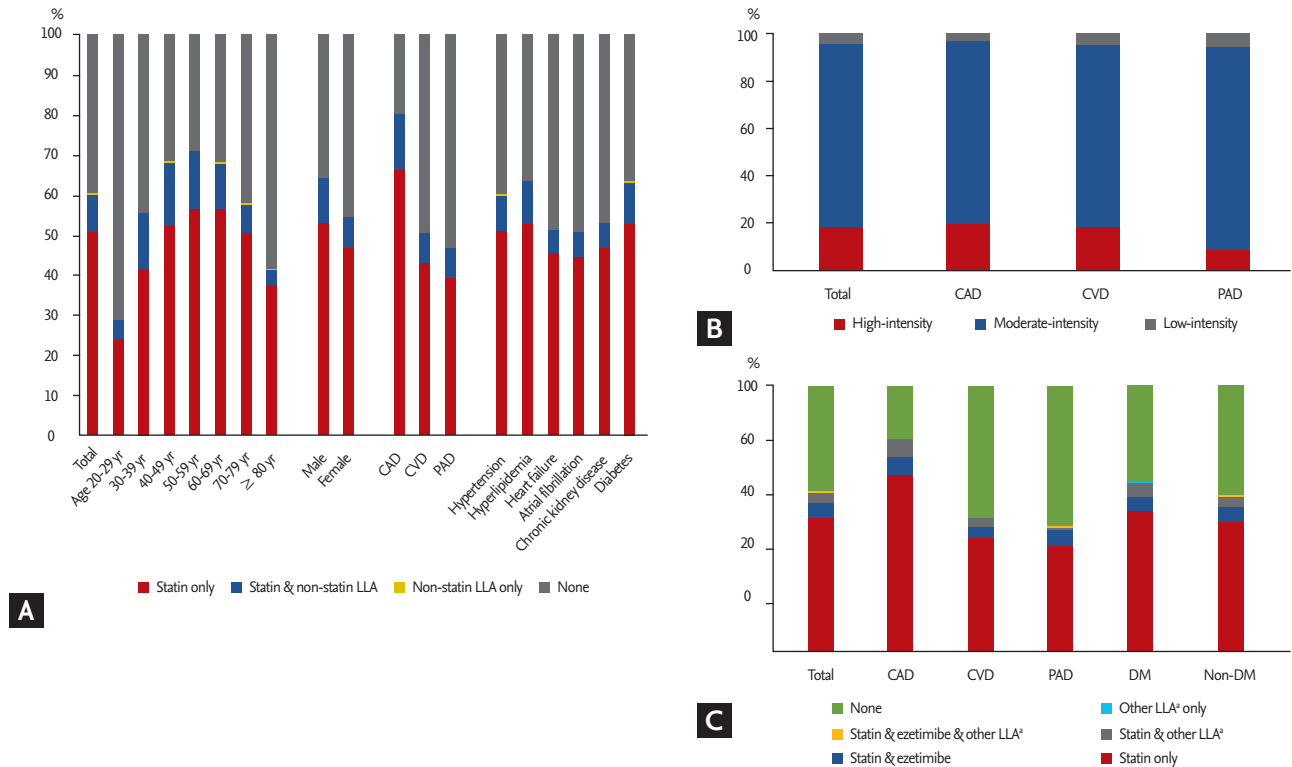 %
100
90
80
70
60
50
40
30
20
10
0
Total
Age 20-29 yr
30-39 yr
40-49 yr
50-59 yr
60-69 yr
70-79 yr
≥ 80 yr
Male
Female
CAD
CVD
PAD
Hypertension
Hyperlipidemia
Heart failure
Atrial fibrillation
Chronic kidney disease
Diabetes
Statin only
Statin & non-statin LLA
Non-statin LLA only
None
A
%
100
80
60
40
20
0
Total
CAD
CVD
PAD
High-intensity
Moderate-intensity
Low-intensity
B
%
100
60
40
20
0
Total
CAD
CVD
PAD
DM
Non-DM
None
Other LLAª only
Statin & ezetimibe & other LLAª
Statin & other LLAª
Statin & ezetimibe
Statin only
C